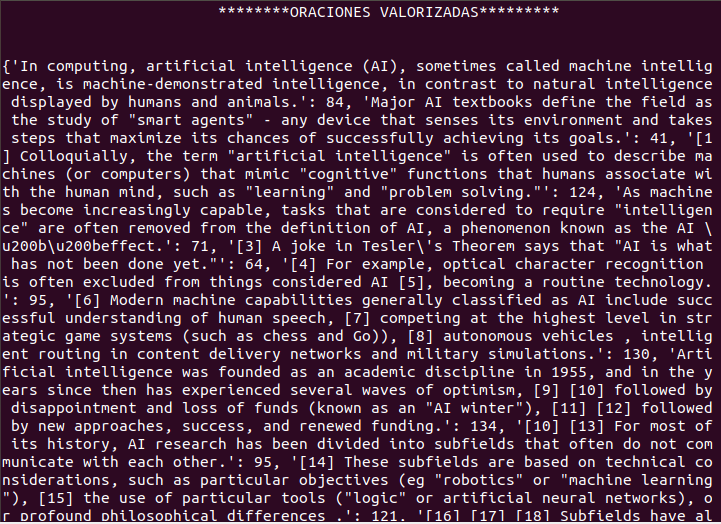 ********ORACIONES VALORIZADAS*********
{'In computing, artificial intelligence (AI), sometimes called machine intellig
ence, is machine-demonstrated intelligence, in contrast to natural intelligence
displayed by humans and animals.': 84, 'Major AI textbooks define the field as
the study of "smart agents" - any device that senses its environment and takes
steps that maximize its chances of successfully achieving its goals.': 41, '[1
] Colloquially, the term "artificial intelligence" is often used to describe ma
chines (or computers) that mimic "cognitive" functions that humans associate wi
th the human mind, such as "learning" and "problem solving."': 124, 'As machine
s become increasingly capable, tasks that are considered to require "intelligen
ce" are often removed from the definition of AI, a phenomenon known as the AI \
u200b\u200beffect.': 71, '[3] A joke in Tesler\'s Theorem says that "AI is what
has not been done yet."': 64, '[4] For example, optical character recognition
is often excluded from things considered AI [5], becoming a routine technology.
': 95, '[6] Modern machine capabilities generally classified as AI include succ
essful understanding of human speech, [7] competing at the highest level in str
ategic game systems (such as chess and Go)), [8] autonomous vehicles , intellig
ent routing in content delivery networks and military simulations.': 130, 'Arti
ficial intelligence was founded as an academic discipline in 1955, and in the y
ears since then has experienced several waves of optimism, [9] [10] followed by
disappointment and loss of funds (known as an "AI winter"), [11] [12] followed
by new approaches, success, and renewed funding.': 134, '[10] [13] For most of
its history, AI research has been divided into subfields that often do not com
municate with each other.': 95, '[14] These subfields are based on technical co
nsiderations, such as particular objectives (eg "robotics" or "machine learning
"), [15] the use of particular tools ("logic" or artificial neural networks), o
r profound philosophical differences .': 121, '[16] [17] [18] Subfields have al